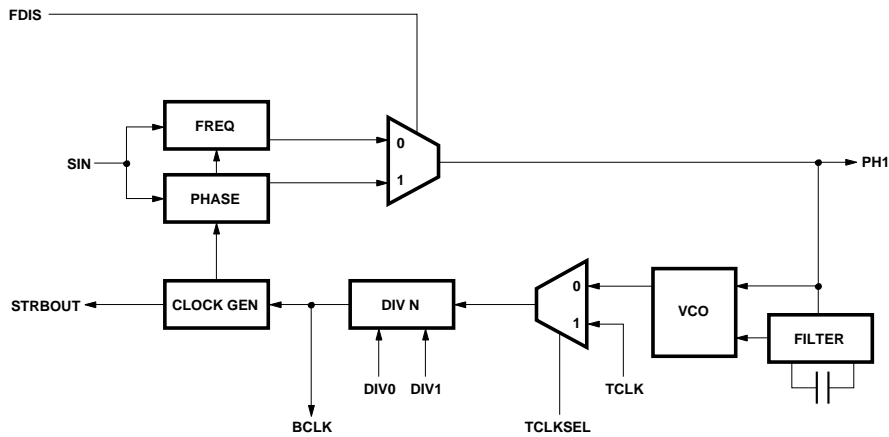 FDIS
FREQ
0
SIN
PH1
1
PHASE
STRBOUT
CLOCK GEN
DIV N
0
1
VCO
FILTER
DIV0
DIV1
TCLK
BCLK
TCLKSEL